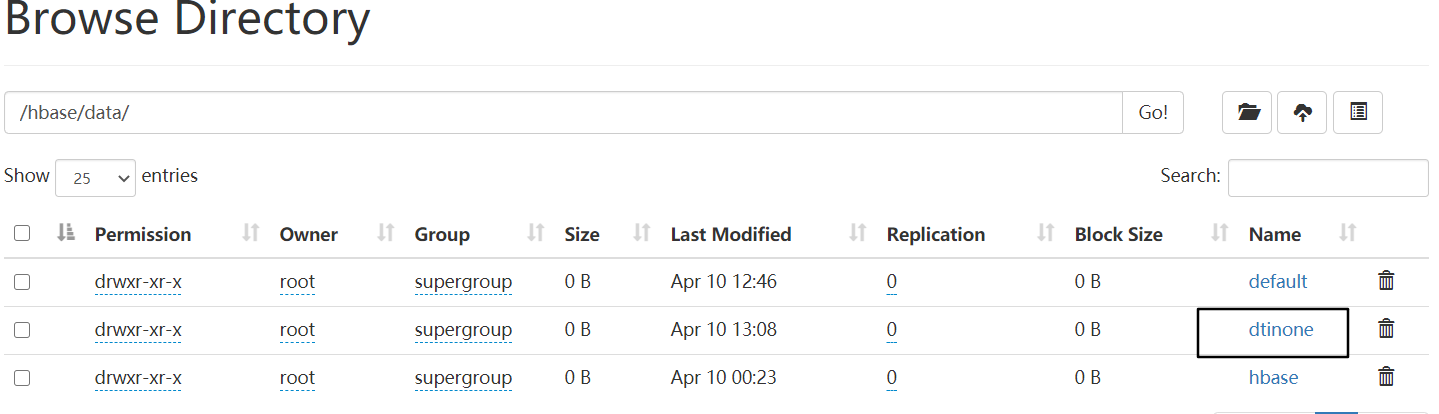 Browse Directory
/hbase/data/ Go!
Show 25 entries Search:
Permission Owner Group Size Last Modified Replication Block Size Name
drwxr-xr-x root supergroup 0 B Apr 10 12:46 0 0 B default
drwxr-xr-x root supergroup 0 B Apr 10 13:08 0 0 B dtinone
drwxr-xr-x root supergroup 0 B Apr 10 00:23 0 0 B hbase